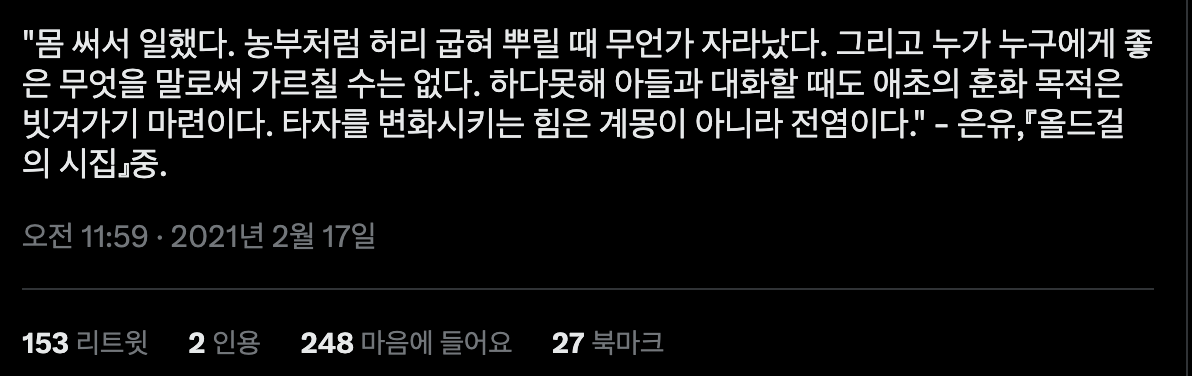 "몸 써서 일했다. 농부처럼 허리 굽혀 뿌릴 때 무언가 자라났다. 그리고 누가 누구에게 좋
은 무엇을 말로써 가르칠 수는 없다. 하다못해 아들과 대화할 때도 애초의 훈화 목적은
빗겨가기 마련이다. 타자를 변화시키는 힘은 계몽이 아니라 전염이다." – 은유,『올드걸
의 시집』중.
오전 11:59 · 2021년 2월 17일
153 리트윗 2 인용 248 마음에 들어요 27 북마크